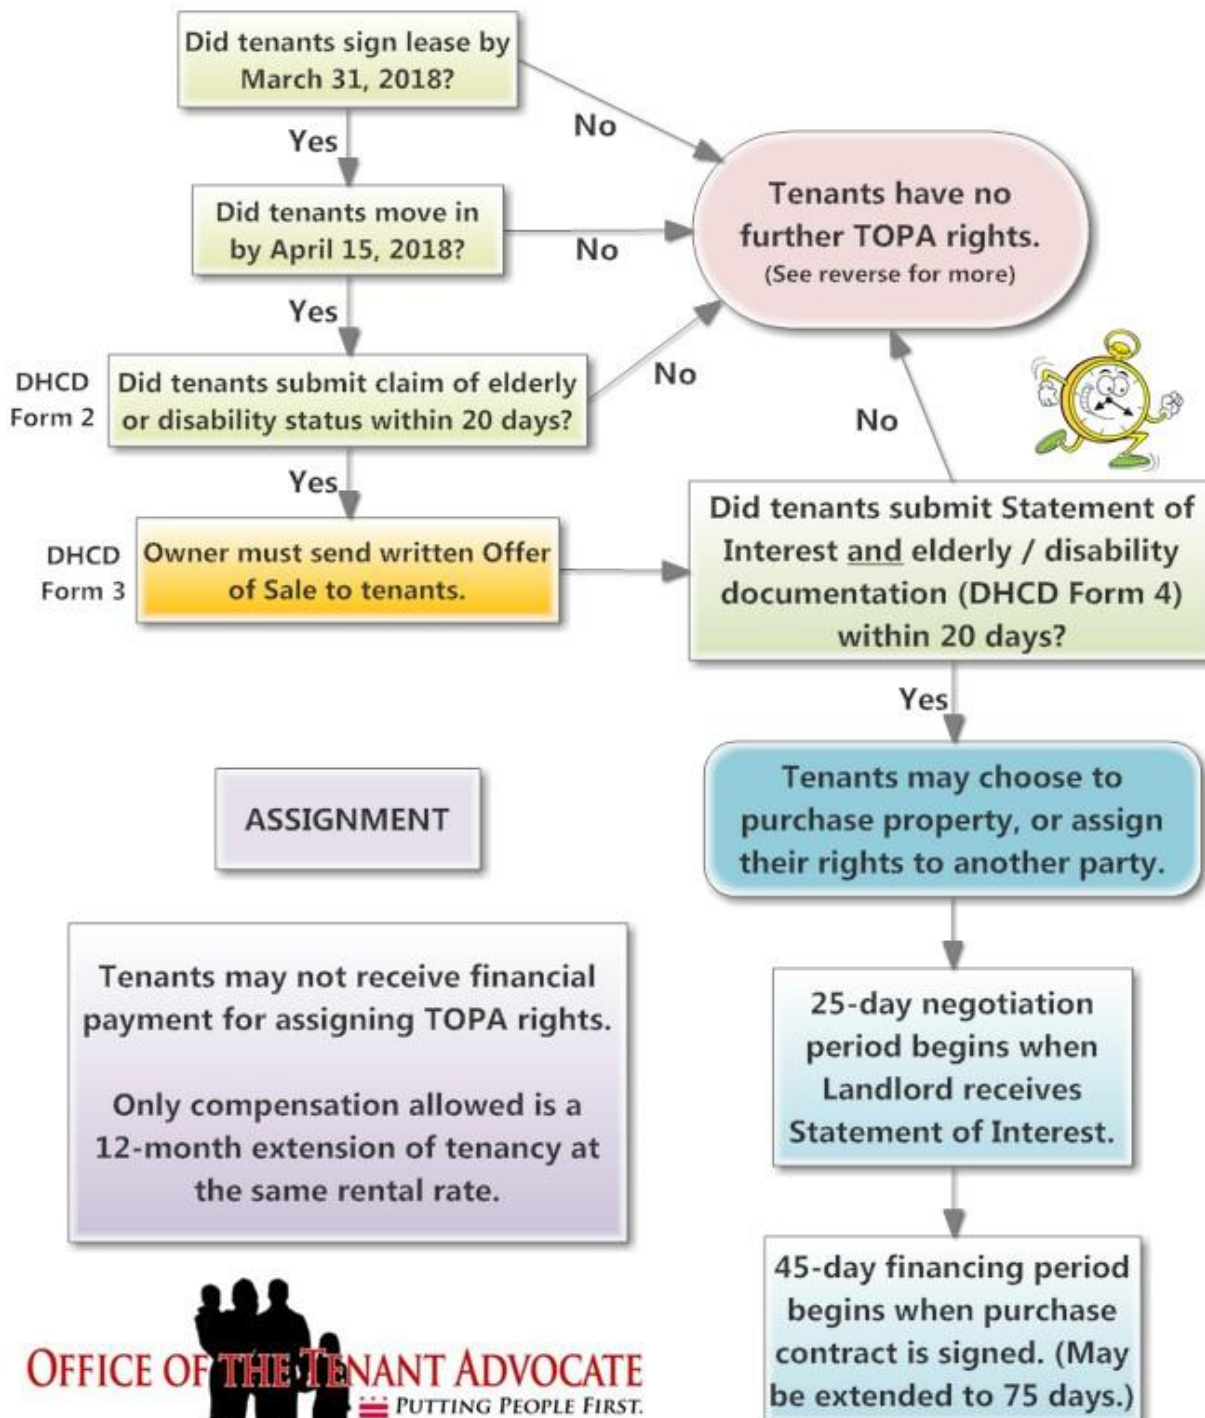 Did tenants sign lease by
March 31, 2018?
No
Yes
Tenants have no
further TOPA rights.
(See reverse for more)
Did tenants move in
by April 15, 2018?
No
Yes
DHCD
Form 2
Did tenants submit claim of elderly
or disability status within 20 days?
No
No
Yes
DHCD
Form 3
Owner must send written Offer
of Sale to tenants.
Did tenants submit Statement of
Interest and elderly / disability
documentation (DHCD Form 4)
within 20 days?
Yes
Tenants may choose to
purchase property, or assign
their rights to another party.
ASSIGNMENT
Tenants may not receive financial
payment for assigning TOPA rights.
Only compensation allowed is a
12-month extension of tenancy at
the same rental rate.
25-day negotiation
period begins when
Landlord receives
Statement of Interest.
45-day financing period
begins when purchase
contract is signed. (May
be extended to 75 days.)
OFFICE OF THE TENANT ADVOCATE
PUTTING PEOPLE FIRST.